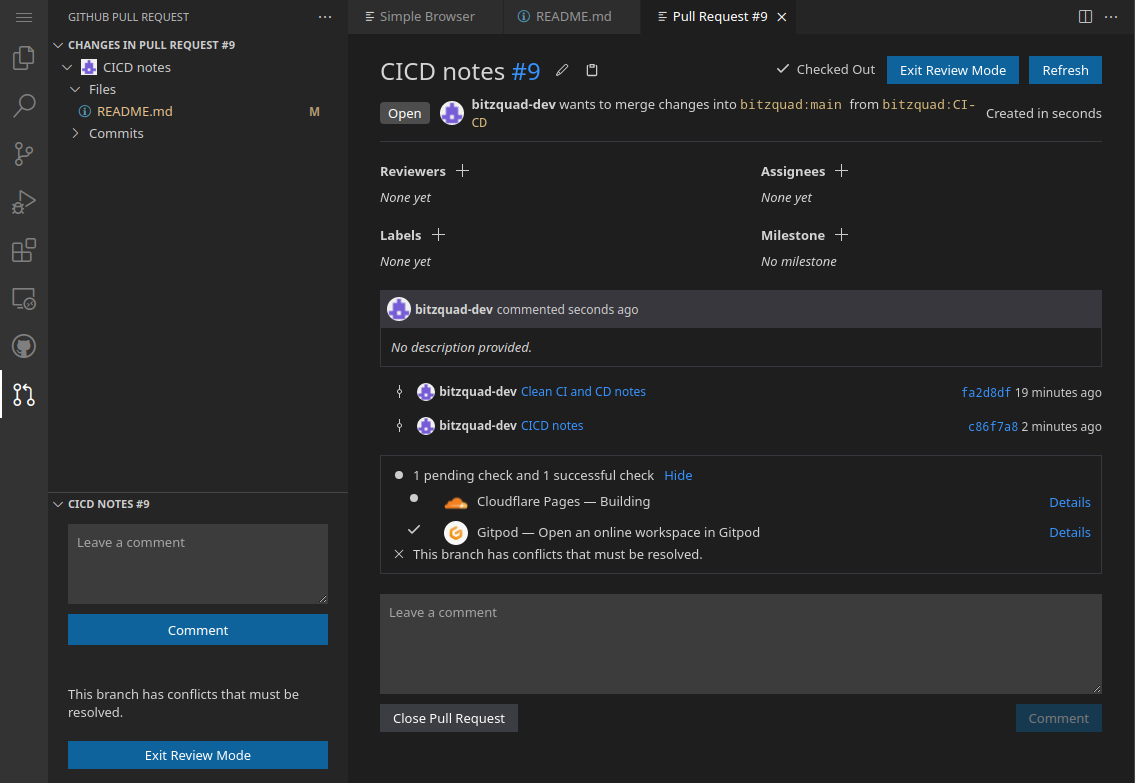 GITHUB PULL REQUEST
CHANGES IN PULL REQUEST #9
CICD notes
Files
README.md M
Commits
CICD NOTES #9
Leave a comment
Comment
This branch has conflicts that must be
resolved.
Exit Review Mode
Simple Browser
README.md
Pull Request #9
CICD notes #9
Checked Out
Exit Review Mode
Refresh
Open
bitzquad-dev wants to merge changes into bitzquad:main from bitzquad:CI-
CD
Created in seconds
Reviewers
None yet
Assignees
None yet
Labels
None yet
Milestone
No milestone
bitzquad-dev commented seconds ago
No description provided.
bitzquad-dev Clean CI and CD notes fa2d8df 19 minutes ago
bitzquad-dev CICD notes c86f7a8 2 minutes ago
1 pending check and 1 successful check Hide
Cloudflare Pages — Building Details
Gitpod — Open an online workspace in Gitpod Details
This branch has conflicts that must be resolved.
Leave a comment
Close Pull Request
Comment